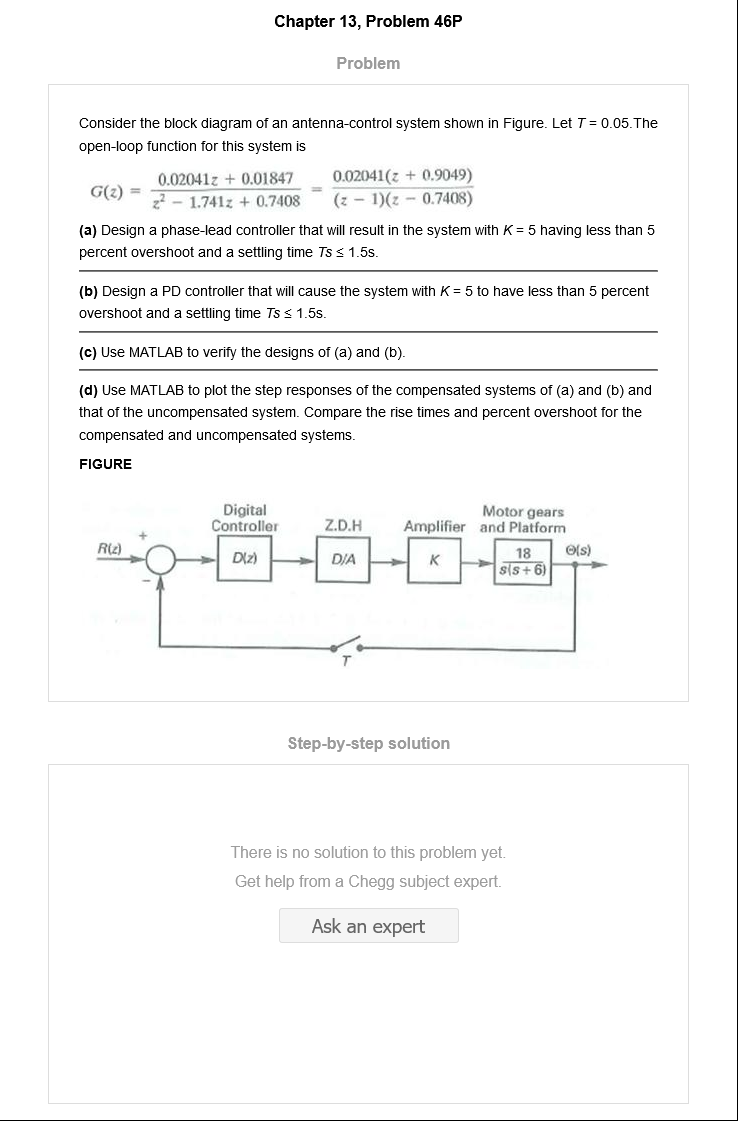 Chapter 13, Problem 46P
Problem
Consider the block diagram of an antenna-control system shown in Figure. Let T = 0.05.The
open-loop function for this system is
G(z) = (0.02041z + 0.01847)/(z² − 1.741z + 0.7408) = 0.02041(z + 0.9049)/((z − 1)(z − 0.7408))
(a) Design a phase-lead controller that will result in the system with K = 5 having less than 5
percent overshoot and a settling time Ts ≤ 1.5s.
(b) Design a PD controller that will cause the system with K = 5 to have less than 5 percent
overshoot and a settling time Ts ≤ 1.5s.
(c) Use MATLAB to verify the designs of (a) and (b).
(d) Use MATLAB to plot the step responses of the compensated systems of (a) and (b) and
that of the uncompensated system. Compare the rise times and percent overshoot for the
compensated and uncompensated systems.
FIGURE
Digital
Controller
Z.D.H
Amplifier
Motor gears
and Platform
R(z)
+
−
D(z)
D/A
K
18
s(s + 6)
Θ(s)
T
Step-by-step solution
There is no solution to this problem yet.
Get help from a Chegg subject expert.
Ask an expert